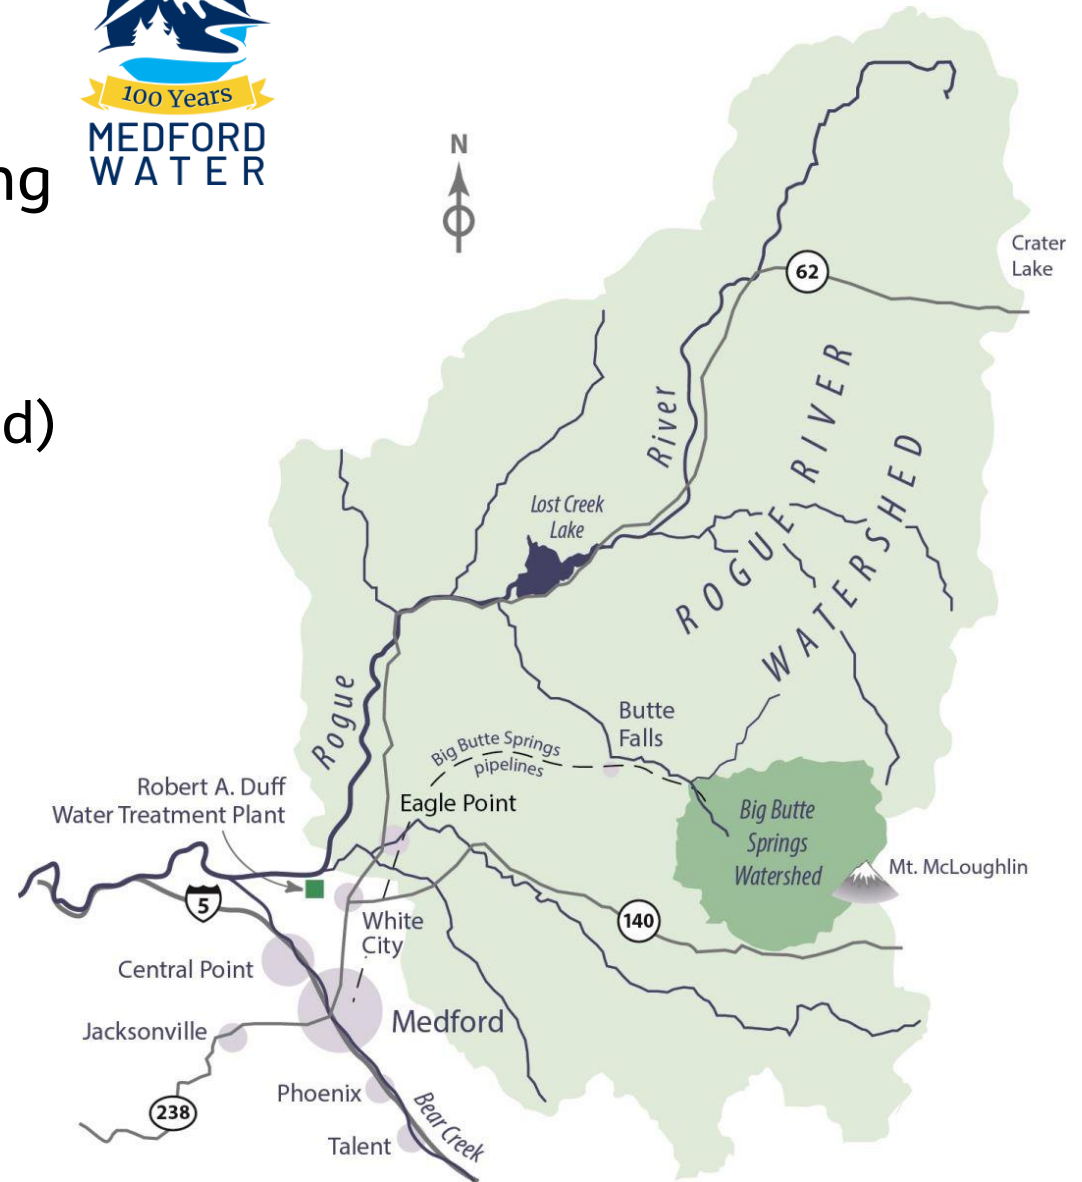 100 Years
MEDFORD
WATER
ng
d)
N
Crater
Lake
62
River
ROGUE RIVER
WATERSHED
Lost Creek
Lake
Rogue
Butte
Falls
Big Butte Springs
pipelines
Robert A. Duff
Water Treatment Plant
Eagle Point
Big Butte
Springs
Watershed
Mt. McLoughlin
5
White
City
140
Central Point
Medford
Jacksonville
Phoenix
238
Bear Creek
Talent